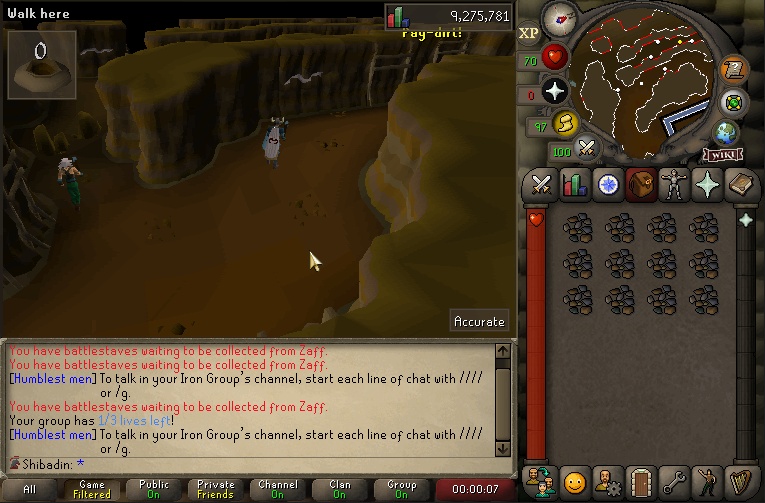 Walk here
9,275,781
Pay-dirt!
0
XP
70
0
97
100
WIKI
Accurate
You have battlestaves waiting to be collected from Zaff.
You have battlestaves waiting to be collected from Zaff.
[Humblest men] To talk in your Iron Group's channel, start each line of chat with ////
or /g.
You have battlestaves waiting to be collected from Zaff.
Your group has 1/3 lives left!
[Humblest men] To talk in your Iron Group's channel, start each line of chat with ////
or /g.
Shibadin: *
All
Game
Filtered
Public
On
Private
Friends
Channel
On
Clan
On
Group
On
00:00:07